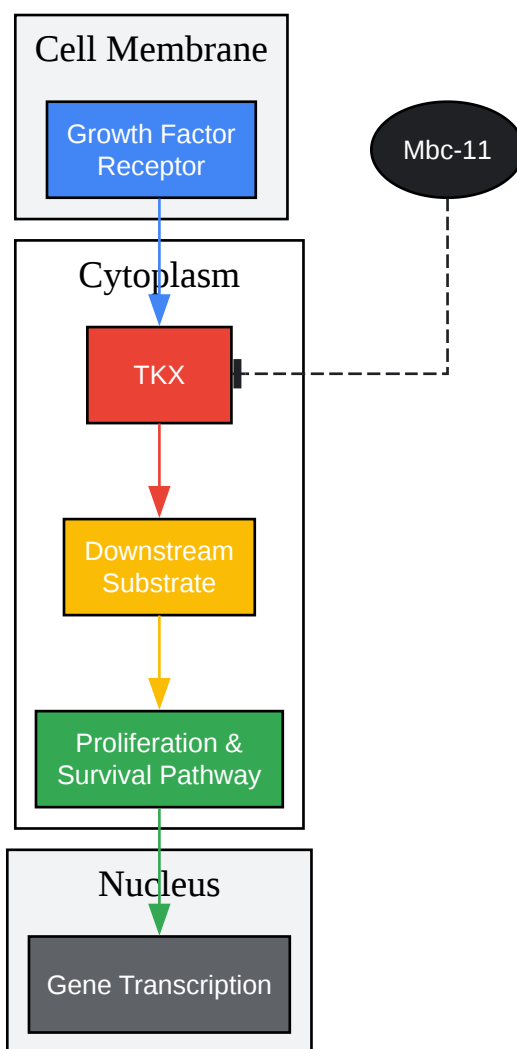 Cell Membrane
Growth Factor
Receptor
Mbc-11
Cytoplasm
TKX
Downstream
Substrate
Proliferation &
Survival Pathway
Nucleus
Gene Transcription